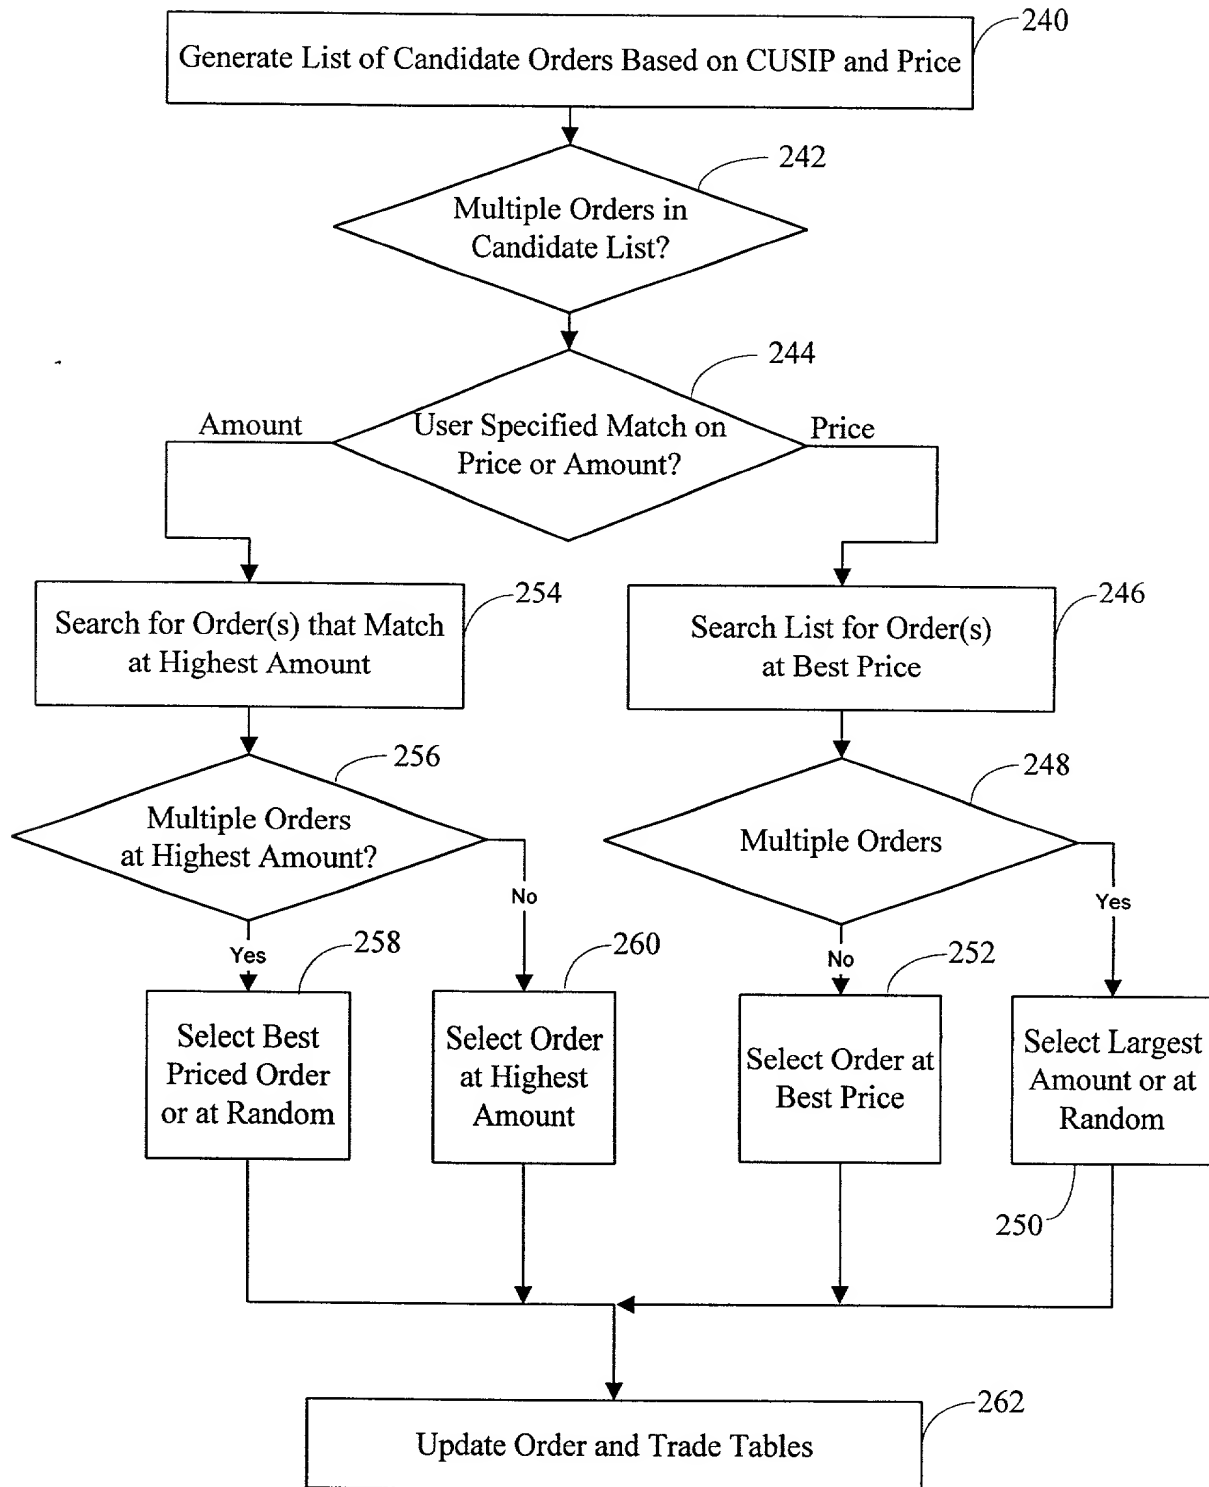 240
Generate List of Candidate Orders Based on CUSIP and Price
242
Multiple Orders in
Candidate List?
244
User Specified Match on
Price or Amount?
Amount
Price
254
Search for Order(s) that Match
at Highest Amount
246
Search List for Order(s)
at Best Price
256
Multiple Orders
at Highest Amount?
248
Multiple Orders
No
Yes
Yes
No
258
Select Best
Priced Order
or at Random
260
Select Order
at Highest
Amount
252
Select Order at
Best Price
Select Largest
Amount or at
Random
250
262
Update Order and Trade Tables